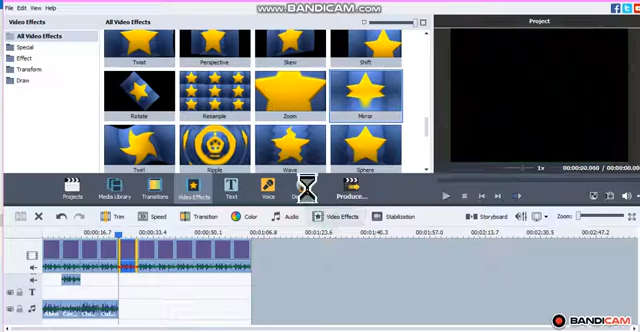 www.BANDICAM.com
File Edit View Help
Video Effects
All Video Effects
Project
All Video Effects
Special
Effect
Transform
Draw
Twist
Perspective
Skew
Shift
Rotate
Resample
Zoom
Mirror
Twirl
Ripple
Wave
Sphere
1x
00:00:00.000 / 00:00:00.000
Projects
Media Library
Transitions
Video Effects
Text
Voice
Produce...
Trim
Speed
Transition
Color
Audio
Video Effects
Stabilization
Storyboard
Zoom:
00:00:16.7
00:00:33.4
00:00:50.1
00:01:06.8
00:01:23.6
00:01:40.3
00:01:57.0
00:02:13.7
00:02:30.5
00:02:47.2
T
BANDICAM